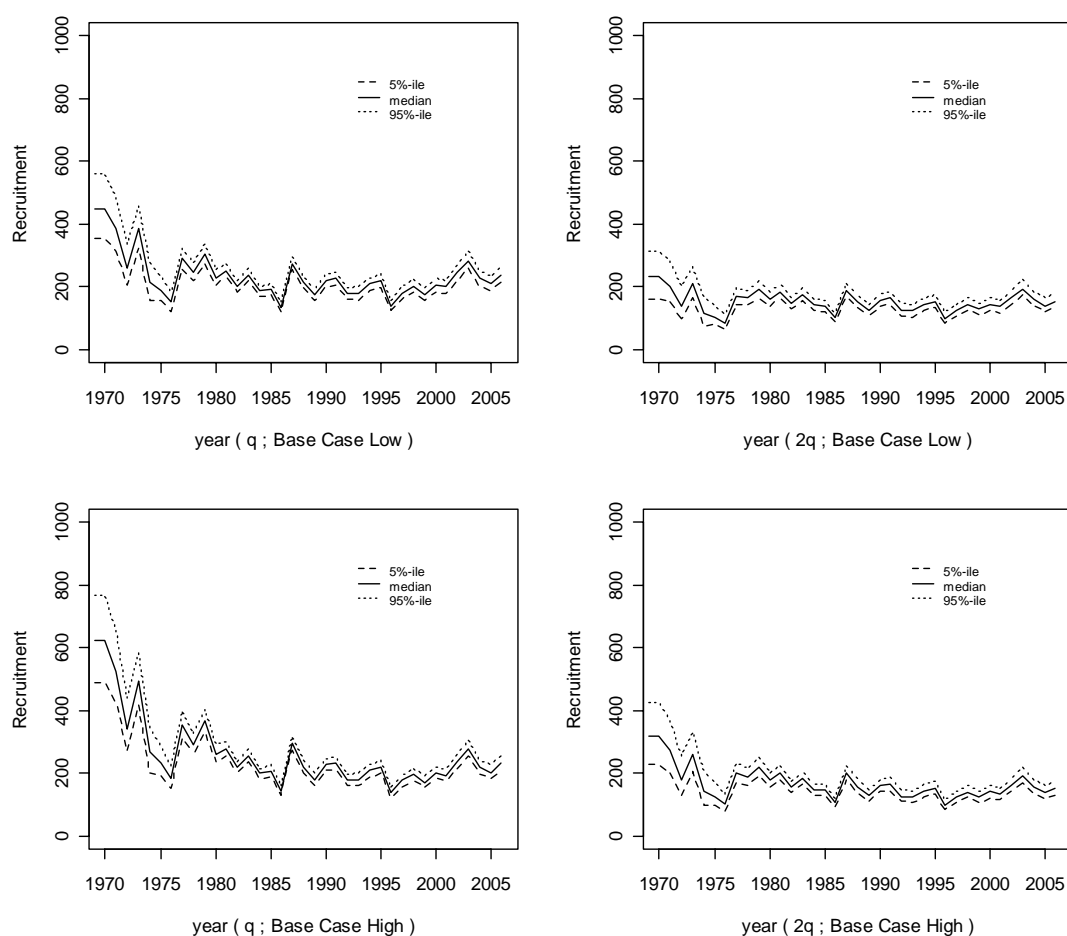 1000
800
600
400
200
0
Recruitment
5%-ile
median
95%-ile
1970 1975 1980 1985 1990 1995 2000 2005
year ( q ; Base Case Low )
1000
800
600
400
200
0
Recruitment
5%-ile
median
95%-ile
1970 1975 1980 1985 1990 1995 2000 2005
year ( 2q ; Base Case Low )
1000
800
600
400
200
0
Recruitment
5%-ile
median
95%-ile
1970 1975 1980 1985 1990 1995 2000 2005
year ( q ; Base Case High )
1000
800
600
400
200
0
Recruitment
5%-ile
median
95%-ile
1970 1975 1980 1985 1990 1995 2000 2005
year ( 2q ; Base Case High )